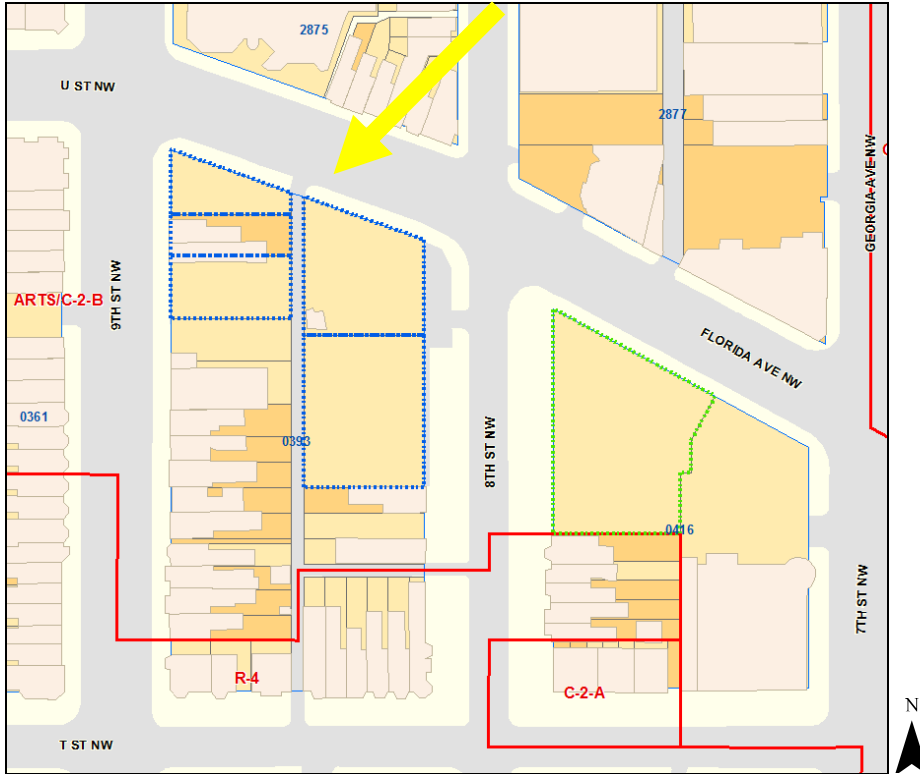 2875
U ST NW
2877
GEORGIA AVE NW
C
ARTS/C-2-B
9TH ST NW
FLORIDA AVE NW
0361
0393
8TH ST NW
0416
7TH ST NW
R-4
C-2-A
N
T ST NW